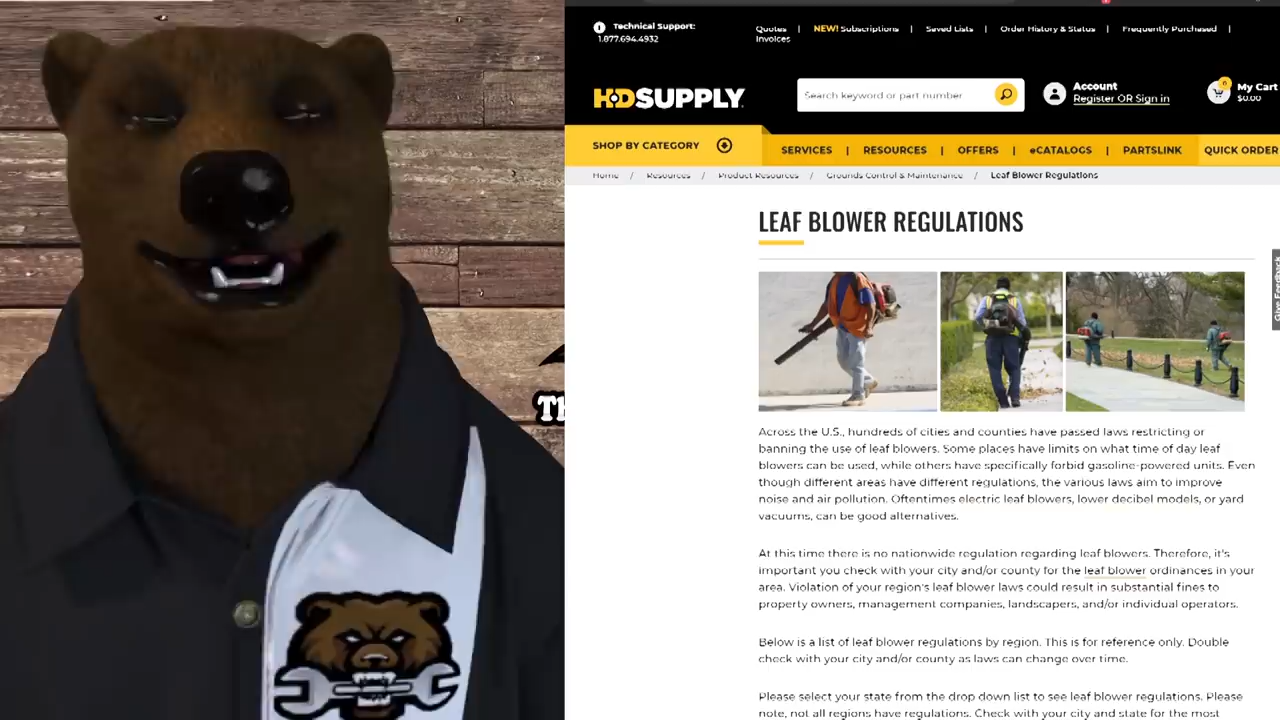 Technical Support:
1.877.694.4932
Quotes | NEW! Subscriptions | Saved Lists | Order History & Status | Frequently Purchased |
Invoices
HDSUPPLY
Search keyword or part number
Account
Register OR Sign in
0
My Cart
$0.00
SHOP BY CATEGORY
SERVICES | RESOURCES | OFFERS | eCATALOGS | PARTSLINK
QUICK ORDER
Home / Resources / Product Resources / Grounds Control & Maintenance / Leaf Blower Regulations
LEAF BLOWER REGULATIONS
Give Feedback
Across the U.S., hundreds of cities and counties have passed laws restricting or
banning the use of leaf blowers. Some places have limits on what time of day leaf
blowers can be used, while others have specifically forbid gasoline-powered units. Even
though different areas have different regulations, the various laws aim to improve
noise and air pollution. Oftentimes electric leaf blowers, lower decibel models, or yard
vacuums, can be good alternatives.
At this time there is no nationwide regulation regarding leaf blowers. Therefore, it's
important you check with your city and/or county for the leaf blower ordinances in your
area. Violation of your region's leaf blower laws could result in substantial fines to
property owners, management companies, landscapers, and/or individual operators.
Below is a list of leaf blower regulations by region. This is for reference only. Double
check with your city and/or county as laws can change over time.
Please select your state from the drop down list to see leaf blower regulations. Please
note, not all regions have regulations. Check with your city and state for the most